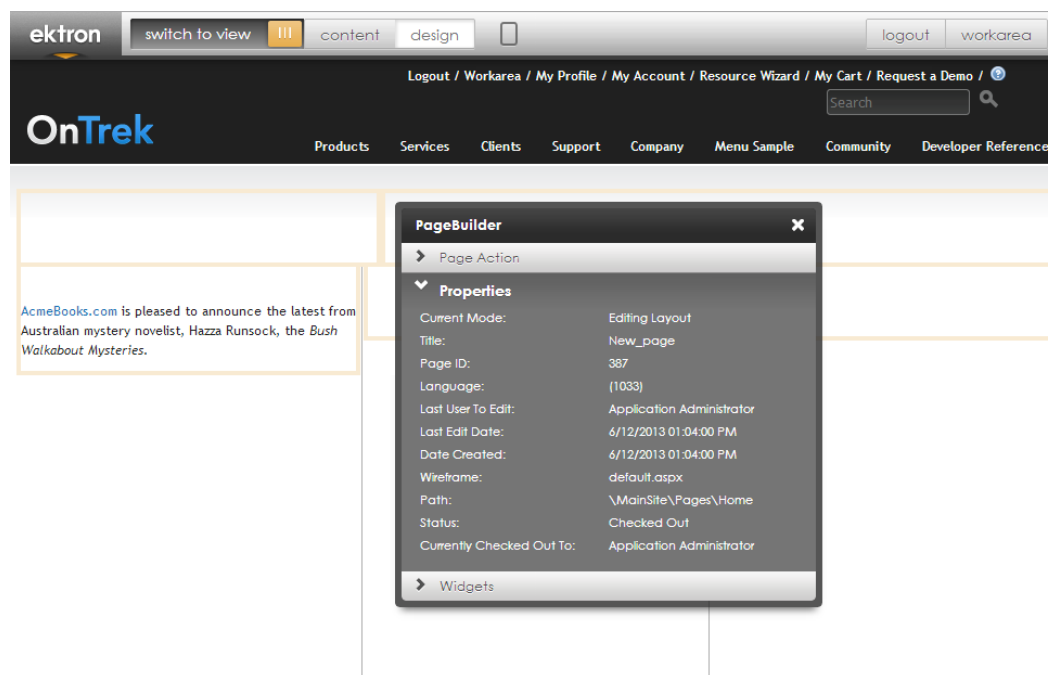 ektron switch to view III content design logout workarea
Logout / Workarea / My Profile / My Account / Resource Wizard / My Cart / Request a Demo / ?
Search
OnTrek
Products Services Clients Support Company Menu Sample Community Developer Reference
PageBuilder
Page Action
Properties
Current Mode: Editing Layout
Title: New_page
Page ID: 387
Language: (1033)
Last User To Edit: Application Administrator
Last Edit Date: 6/12/2013 01:04:00 PM
Date Created: 6/12/2013 01:04:00 PM
Wireframe: default.aspx
Path: \MainSite\Pages\Home
Status: Checked Out
Currently Checked Out To: Application Administrator
Widgets
AcmeBooks.com is pleased to announce the latest from
Australian mystery novelist, Hazza Runsock, the Bush
Walkabout Mysteries.